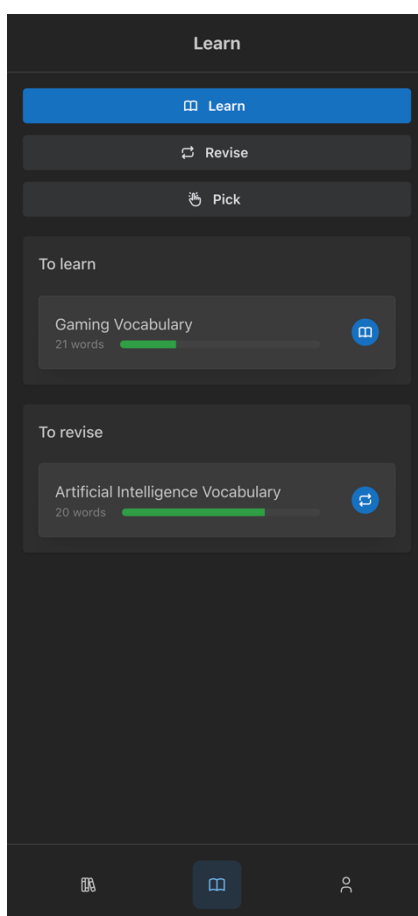 Learn
Learn
Revise
Pick
To learn
Gaming Vocabulary
21 words
To revise
Artificial Intelligence Vocabulary
20 words